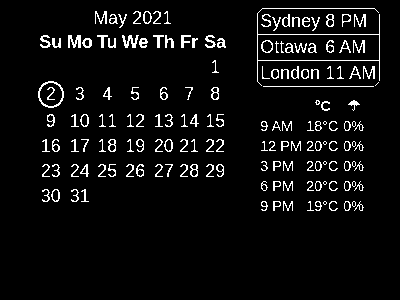 May 2021
Su Mo Tu We Th Fr Sa
1
2 3 4 5 6 7 8
9 10 11 12 13 14 15
16 17 18 19 20 21 22
23 24 25 26 27 28 29
30 31
Sydney 8 PM
Ottawa 6 AM
London 11 AM
°C ☂
9 AM 18°C 0%
12 PM 20°C 0%
3 PM 20°C 0%
6 PM 20°C 0%
9 PM 19°C 0%